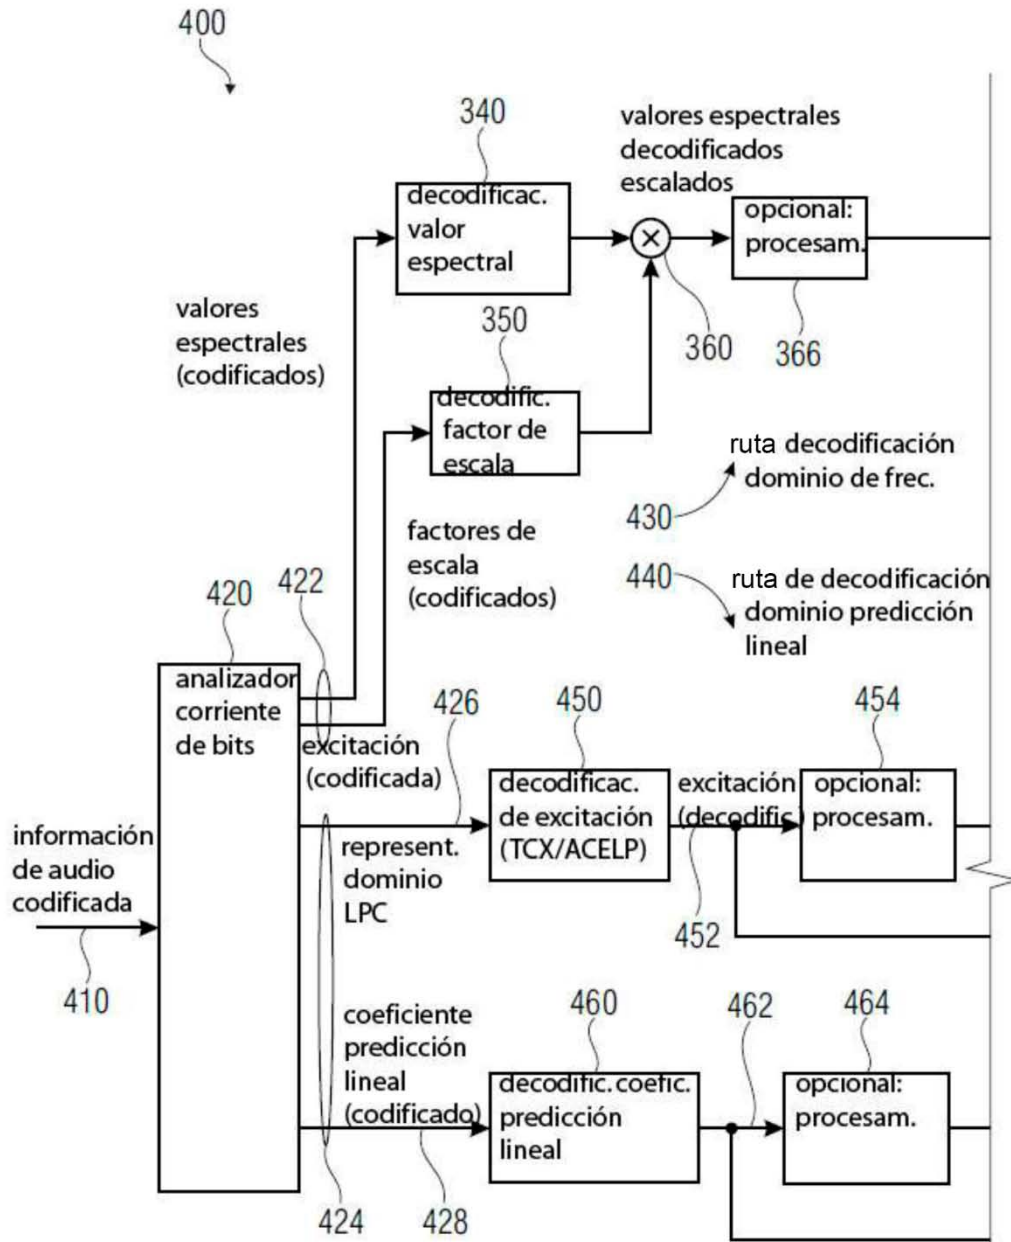 400
340
valores espectrales
decodificados
escalados
decodificac.
valor
espectral
opcional:
procesam.
360
366
valores
espectrales
(codificados)
350
decodific.
factor de
escala
ruta decodificación
dominio de frec.
430
factores de
escala
(codificados)
440
ruta de decodificación
dominio predicción
lineal
420
422
analizador
corriente
de bits
excitación
(codificada)
426
450
454
decodificac.
de excitación
(TCX/ACELP)
excitación
(decodific.)
opcional:
procesam.
información
de audio
codificada
410
represent.
dominio
LPC
452
coeficiente
predicción
lineal
(codificado)
460
462
464
decodific.coefic.
predicción
lineal
opcional:
procesam.
424
428